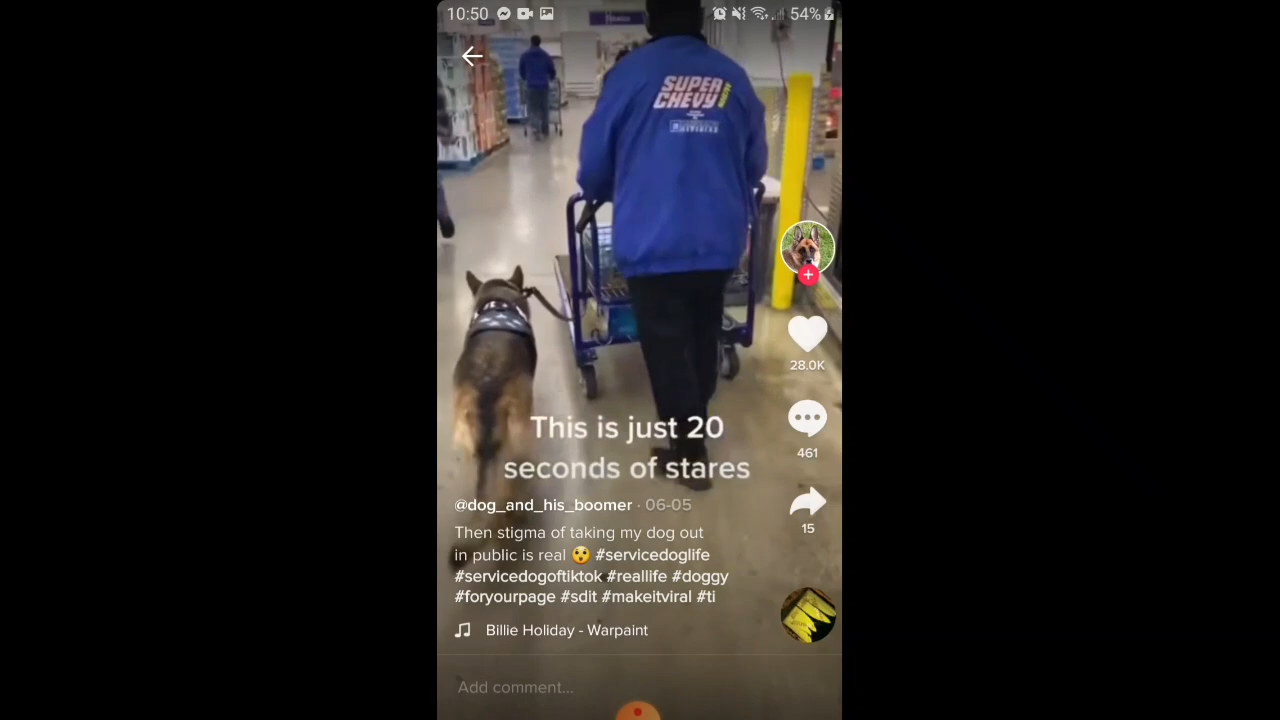 10:50
54%
SUPER
CHEVY
This is just 20
seconds of stares
@dog_and_his_boomer · 06-05
Then stigma of taking my dog out
in public is real 😲 #servicedoglife
#servicedogoftiktok #reallife #doggy
#foryourpage #sdit #makeitviral #ti
Billie Holiday - Warpaint
28.0K
461
15
Add comment...